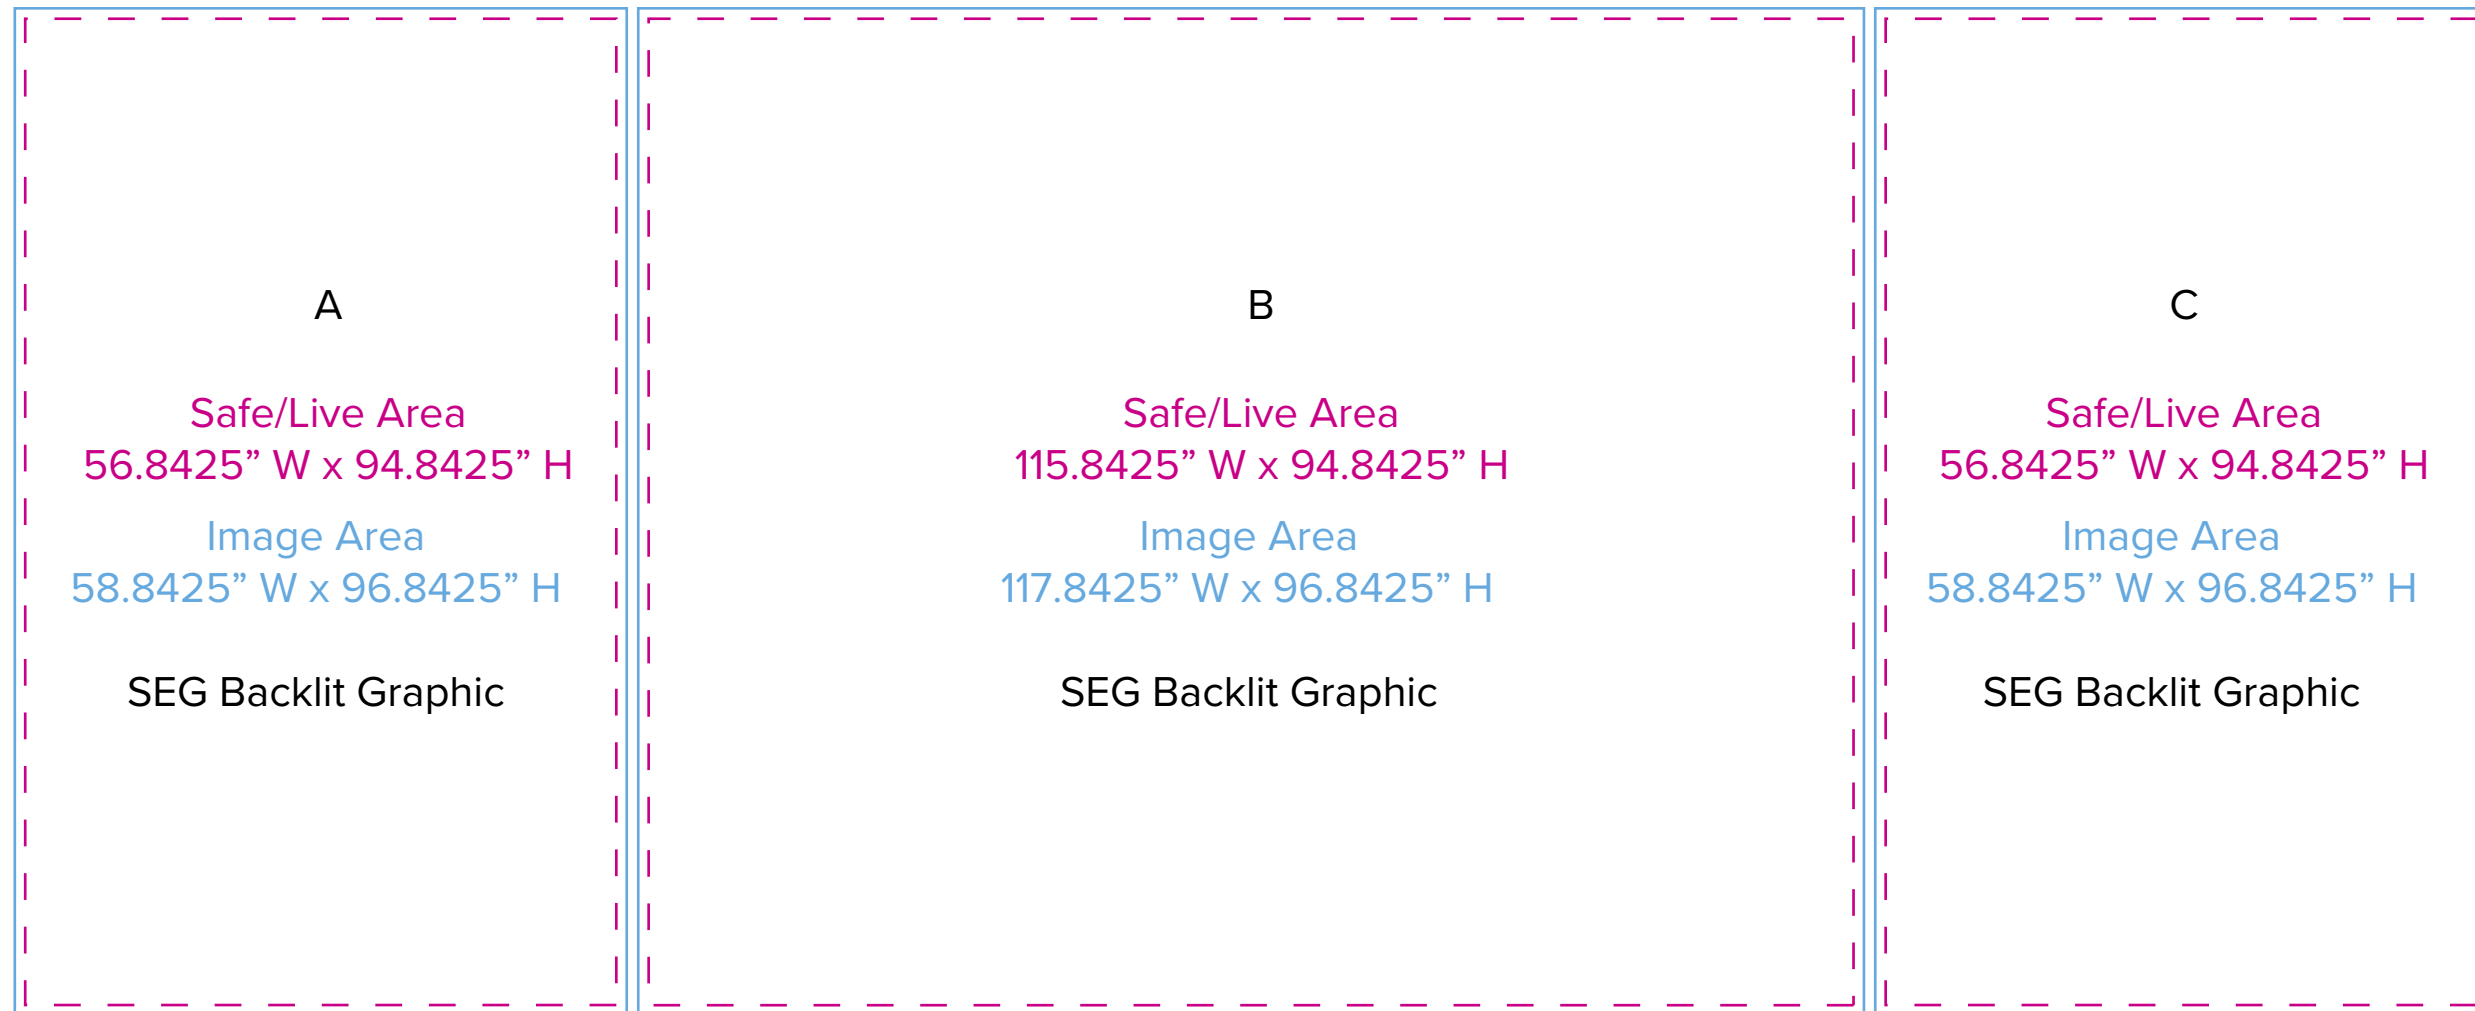 A
Safe/Live Area
56.8425” W x 94.8425” H
Image Area
58.8425” W x 96.8425” H
SEG Backlit Graphic
B
Safe/Live Area
115.8425” W x 94.8425” H
Image Area
117.8425” W x 96.8425” H
SEG Backlit Graphic
C
Safe/Live Area
56.8425” W x 94.8425” H
Image Area
58.8425” W x 96.8425” H
SEG Backlit Graphic